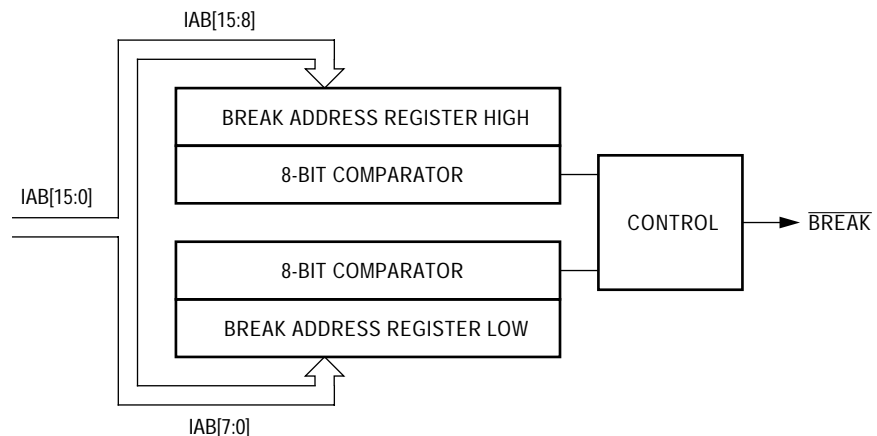 IAB[15:8]
BREAK ADDRESS REGISTER HIGH
8-BIT COMPARATOR
IAB[15:0]
CONTROL
BREAK
8-BIT COMPARATOR
BREAK ADDRESS REGISTER LOW
IAB[7:0]